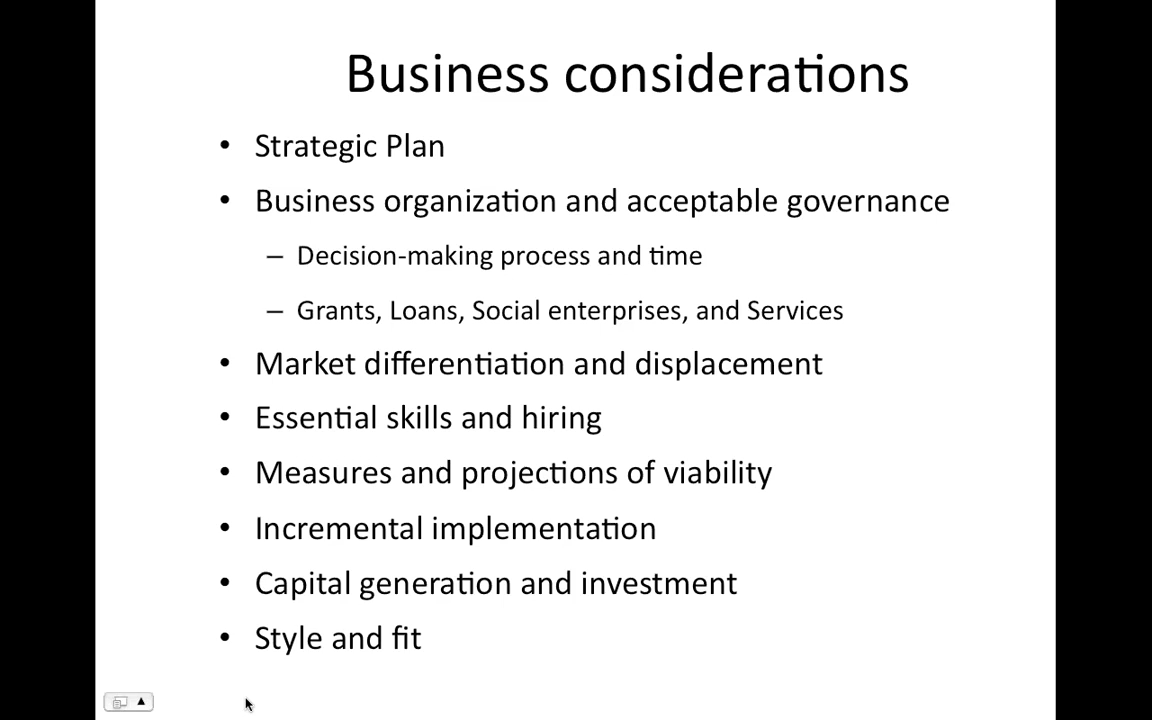 Business considerations
• Strategic Plan
• Business organization and acceptable governance
– Decision-making process and time
– Grants, Loans, Social enterprises, and Services
• Market differentiation and displacement
• Essential skills and hiring
• Measures and projections of viability
• Incremental implementation
• Capital generation and investment
• Style and fit